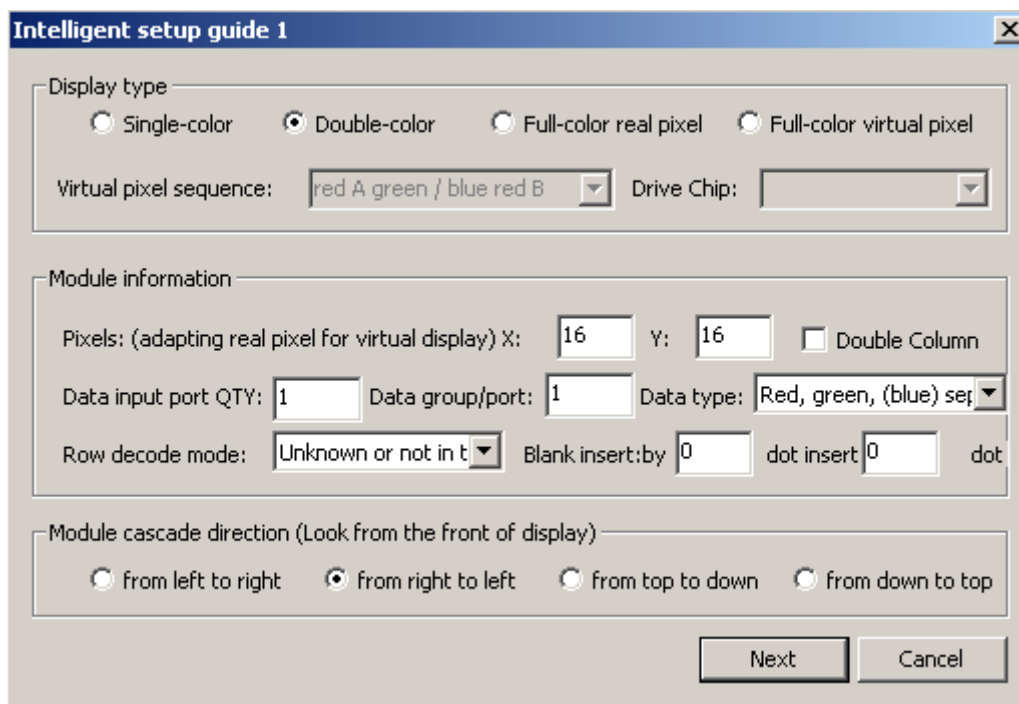 Intelligent setup guide 1
Display type
Single-color Double-color Full-color real pixel Full-color virtual pixel
Virtual pixel sequence: red A green / blue red B Drive Chip:
Module information
Pixels: (adapting real pixel for virtual display) X: 16 Y: 16 Double Column
Data input port QTY: 1 Data group/port: 1 Data type: Red, green, (blue) sep
Row decode mode: Unknown or not in t Blank insert:by 0 dot insert 0 dot
Module cascade direction (Look from the front of display)
from left to right from right to left from top to down from down to top
Next Cancel